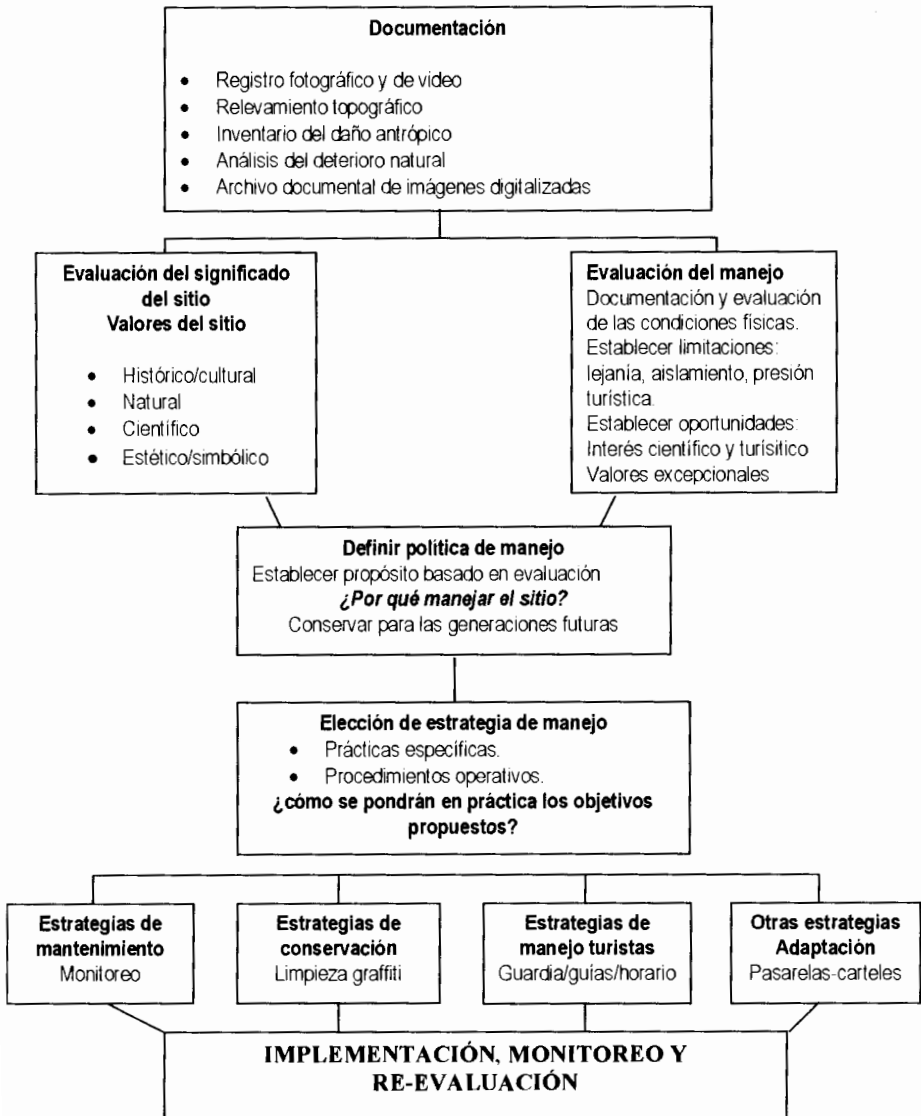 Documentación
• Registro fotográfico y de video
• Relevamiento topográfico
• Inventario del daño antrópico
• Análisis del deterioro natural
• Archivo documental de imágenes digitalizadas
Evaluación del significado
del sitio
Valores del sitio
• Histórico/cultural
• Natural
• Científico
• Estético/simbólico
Evaluación del manejo
Documentación y evaluación
de las condiciones físicas.
Establecer limitaciones:
lejanía, aislamiento, presión
turística.
Establecer oportunidades:
Interés científico y turísitico
Valores excepcionales
Definir política de manejo
Establecer propósito basado en evaluación
¿Por qué manejar el sitio?
Conservar para las generaciones futuras
Elección de estrategia de manejo
• Prácticas específicas.
• Procedimientos operativos.
¿cómo se pondrán en práctica los objetivos
propuestos?
Estrategias de
mantenimiento
Monitoreo
Estrategias de
conservación
Limpieza graffiti
Estrategias de
manejo turistas
Guardia/guías/horario
Otras estrategias
Adaptación
Pasarelas-carteles
IMPLEMENTACIÓN, MONITOREO Y
RE-EVALUACIÓN